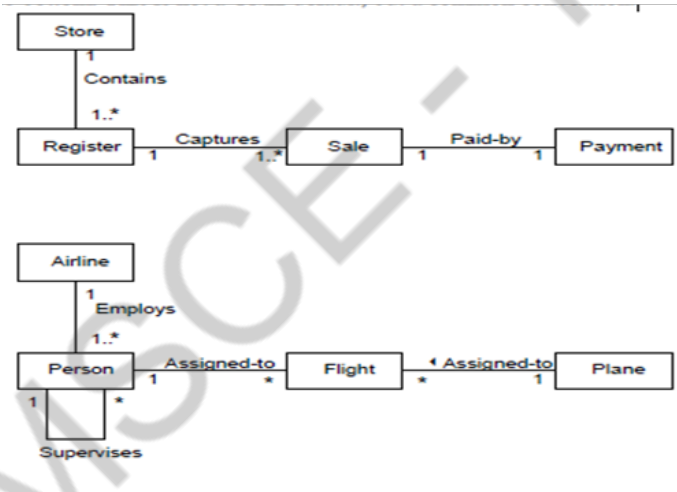 Store
1
Contains
1..*
Register
1
Captures
1..*
Sale
1
Paid-by
1
Payment
Airline
1
Employs
1..*
Person
1
Assigned-to
*
Flight
*
Assigned-to
1
Plane
1
*
Supervises
MSCE -